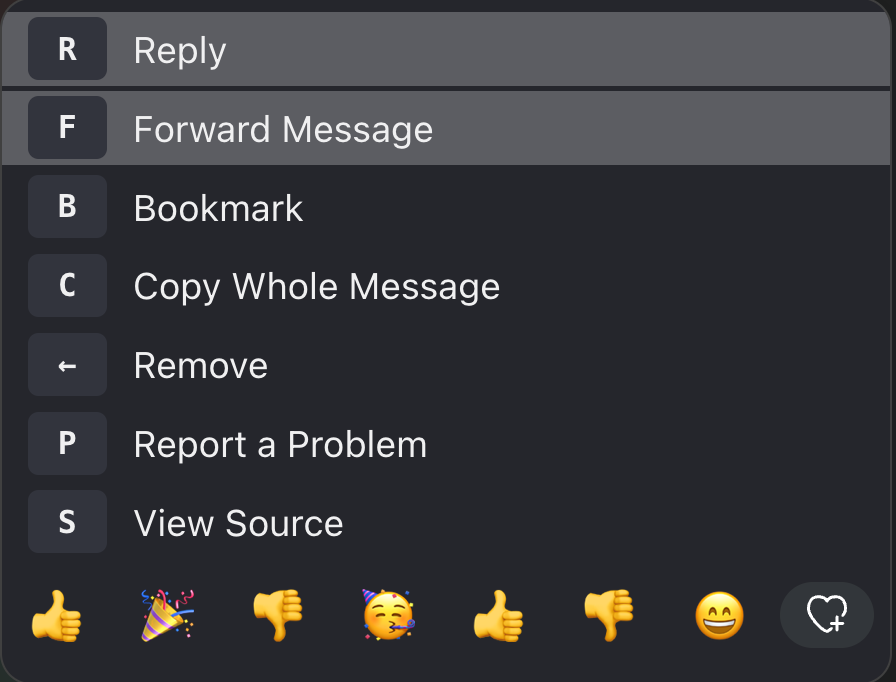 R Reply
F Forward Message
B Bookmark
C Copy Whole Message
← Remove
P Report a Problem
S View Source